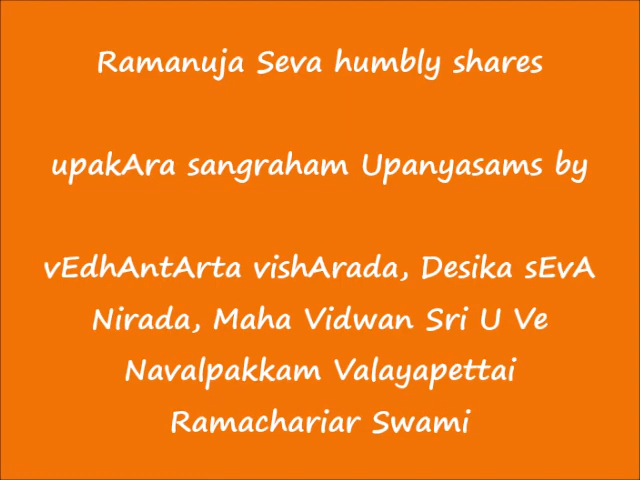 Ramanuja Seva humbly shares
upakAra sangraham Upanyasams by
vEdhAntArta vishArada, Desika sEvA
Nirada, Maha Vidwan Sri U Ve
Navalpakkam Valayapettai
Ramachariar Swami